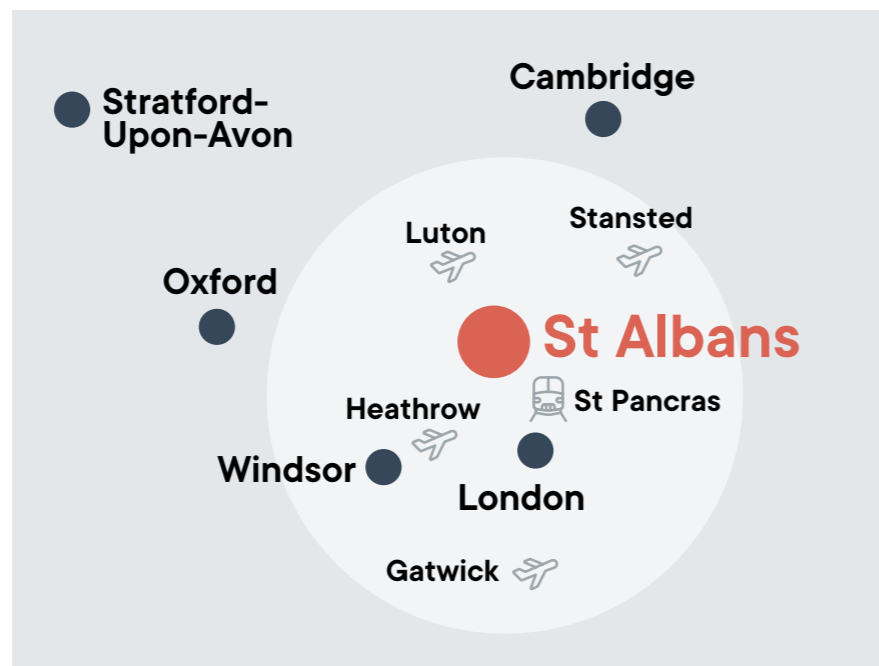 Cambridge
Stratford-
Upon-Avon
Stansted
Luton
Oxford
St Albans
St Pancras
Heathrow
Windsor
London
Gatwick